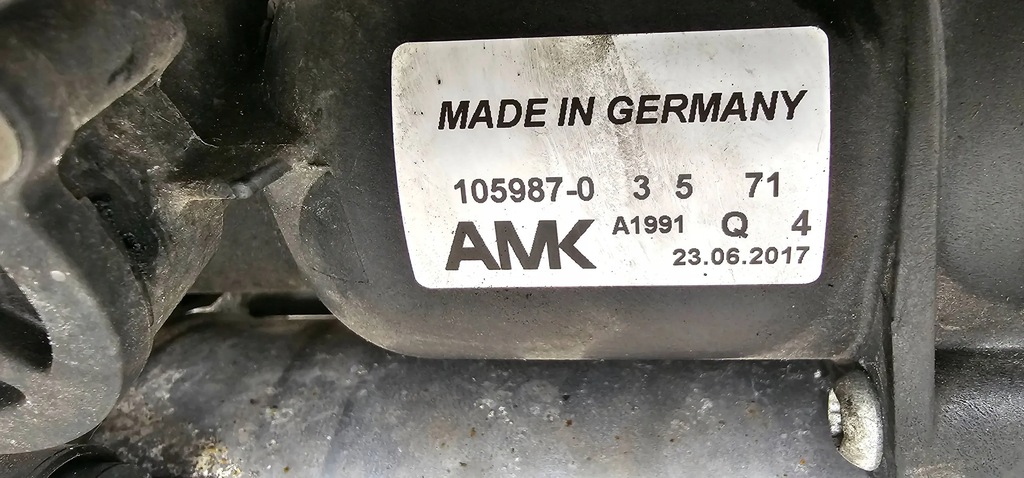 MADE IN GERMANY
105987-0 3 5 71
AMK A1991 Q 4
23.06.2017